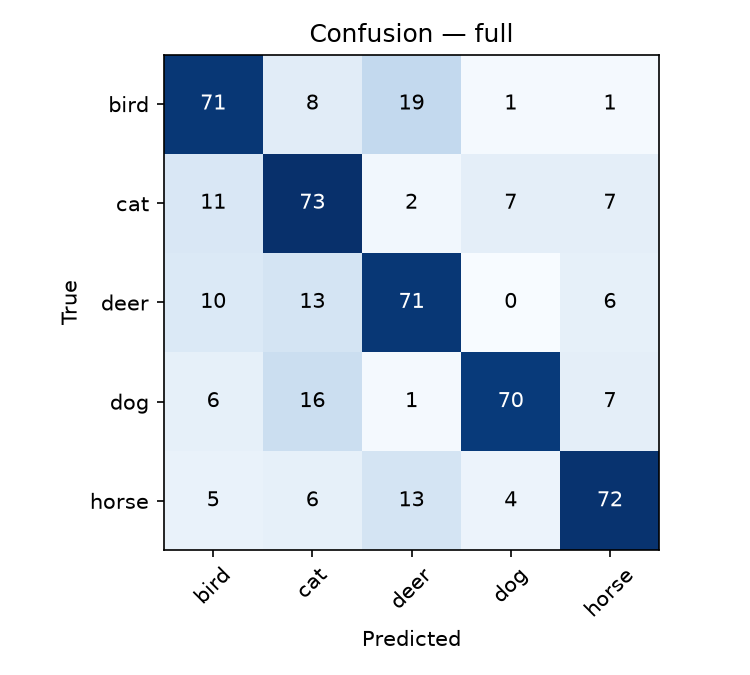 Confusion — full
bird 71 8 19 1 1
cat 11 73 2 7 7
deer 10 13 71 0 6
dog 6 16 1 70 7
horse 5 6 13 4 72
True
bird cat deer dog horse
Predicted